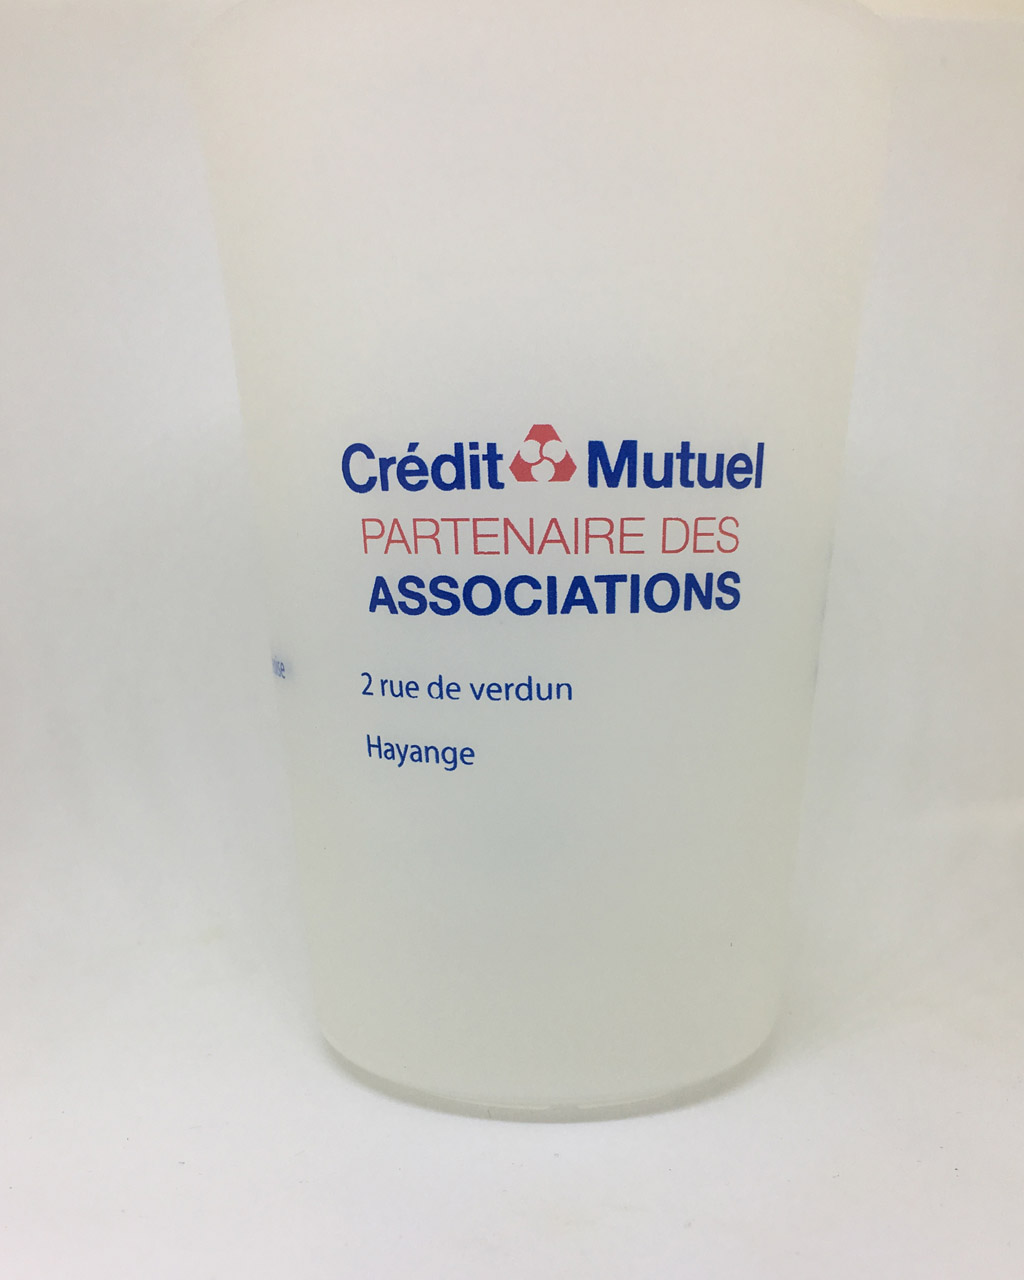 Crédit Mutuel
PARTENAIRE DES
ASSOCIATIONS
2 rue de verdun
Hayange